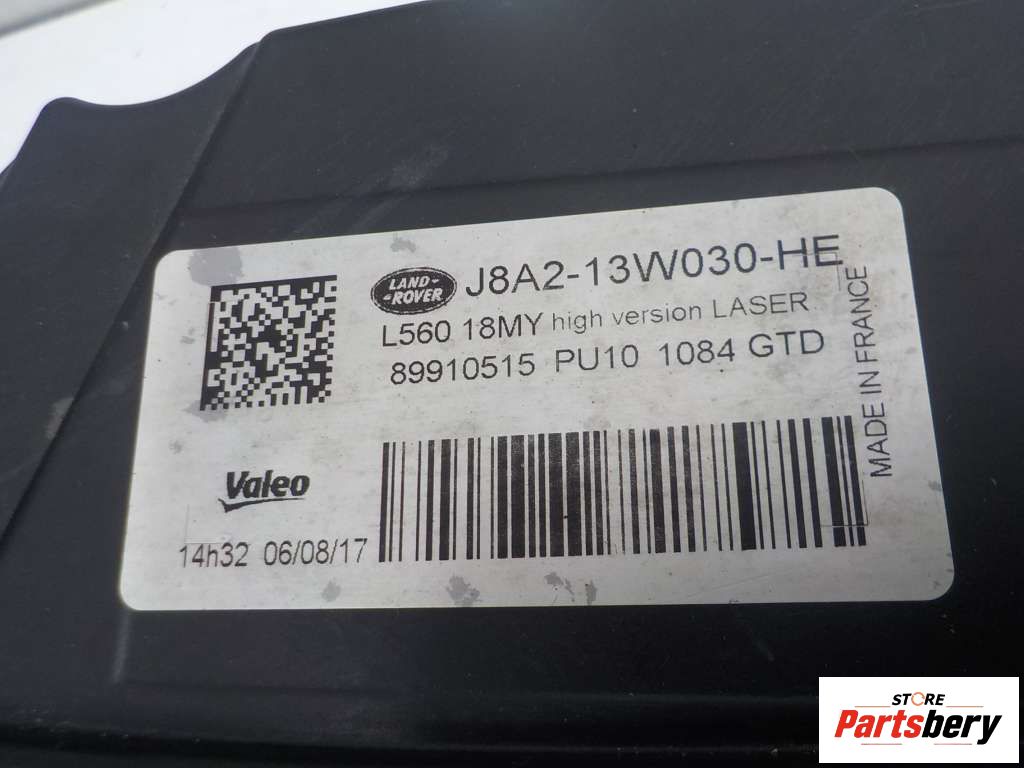 LAND-
-ROVER
J8A2-13W030-HE
L560 18MY high version LASER
89910515 PU10 1084 GTD
MADE IN FRANCE
Valeo
14h32 06/08/17
STORE
Partsbery